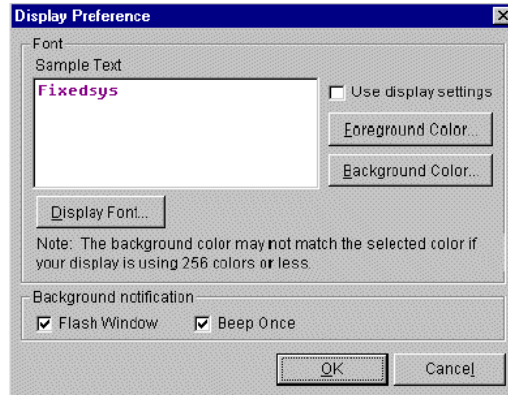 Display Preference
Font
Sample Text
Fixedsys
Use display settings
Foreground Color...
Background Color...
Display Font...
Note: The background color may not match the selected color if
your display is using 256 colors or less.
Background notification
Flash Window
Beep Once
OK
Cancel